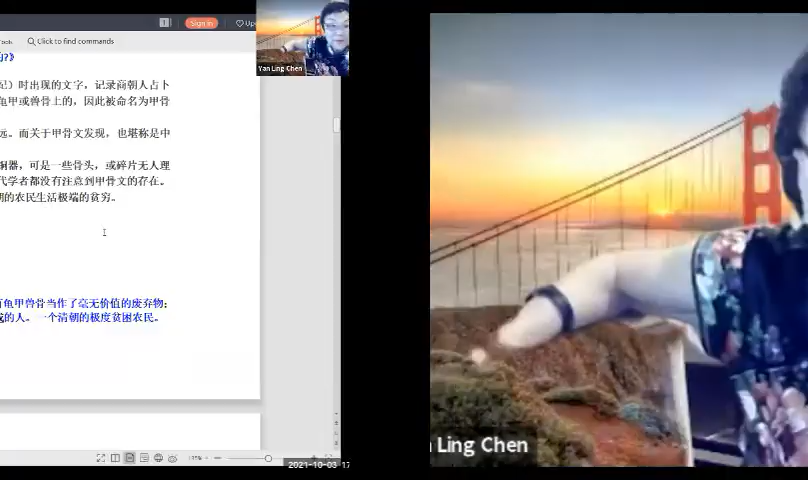 Sign in
Click to find commands
Yan Ling Chen
时出现的文字，记录商朝人占卜
龟甲或兽骨上的，因此被命名为甲骨
远。而关于甲骨文发现，也堪称是中
铜器，可是一些骨头，或碎片无人理
代学者都没有注意到甲骨文的存在。
的农民生活极端的贫穷。
龟甲兽骨当作了毫无价值的废弃物；
的人。一个清朝的极度贫困农民。
Ling Chen
2021-10-03